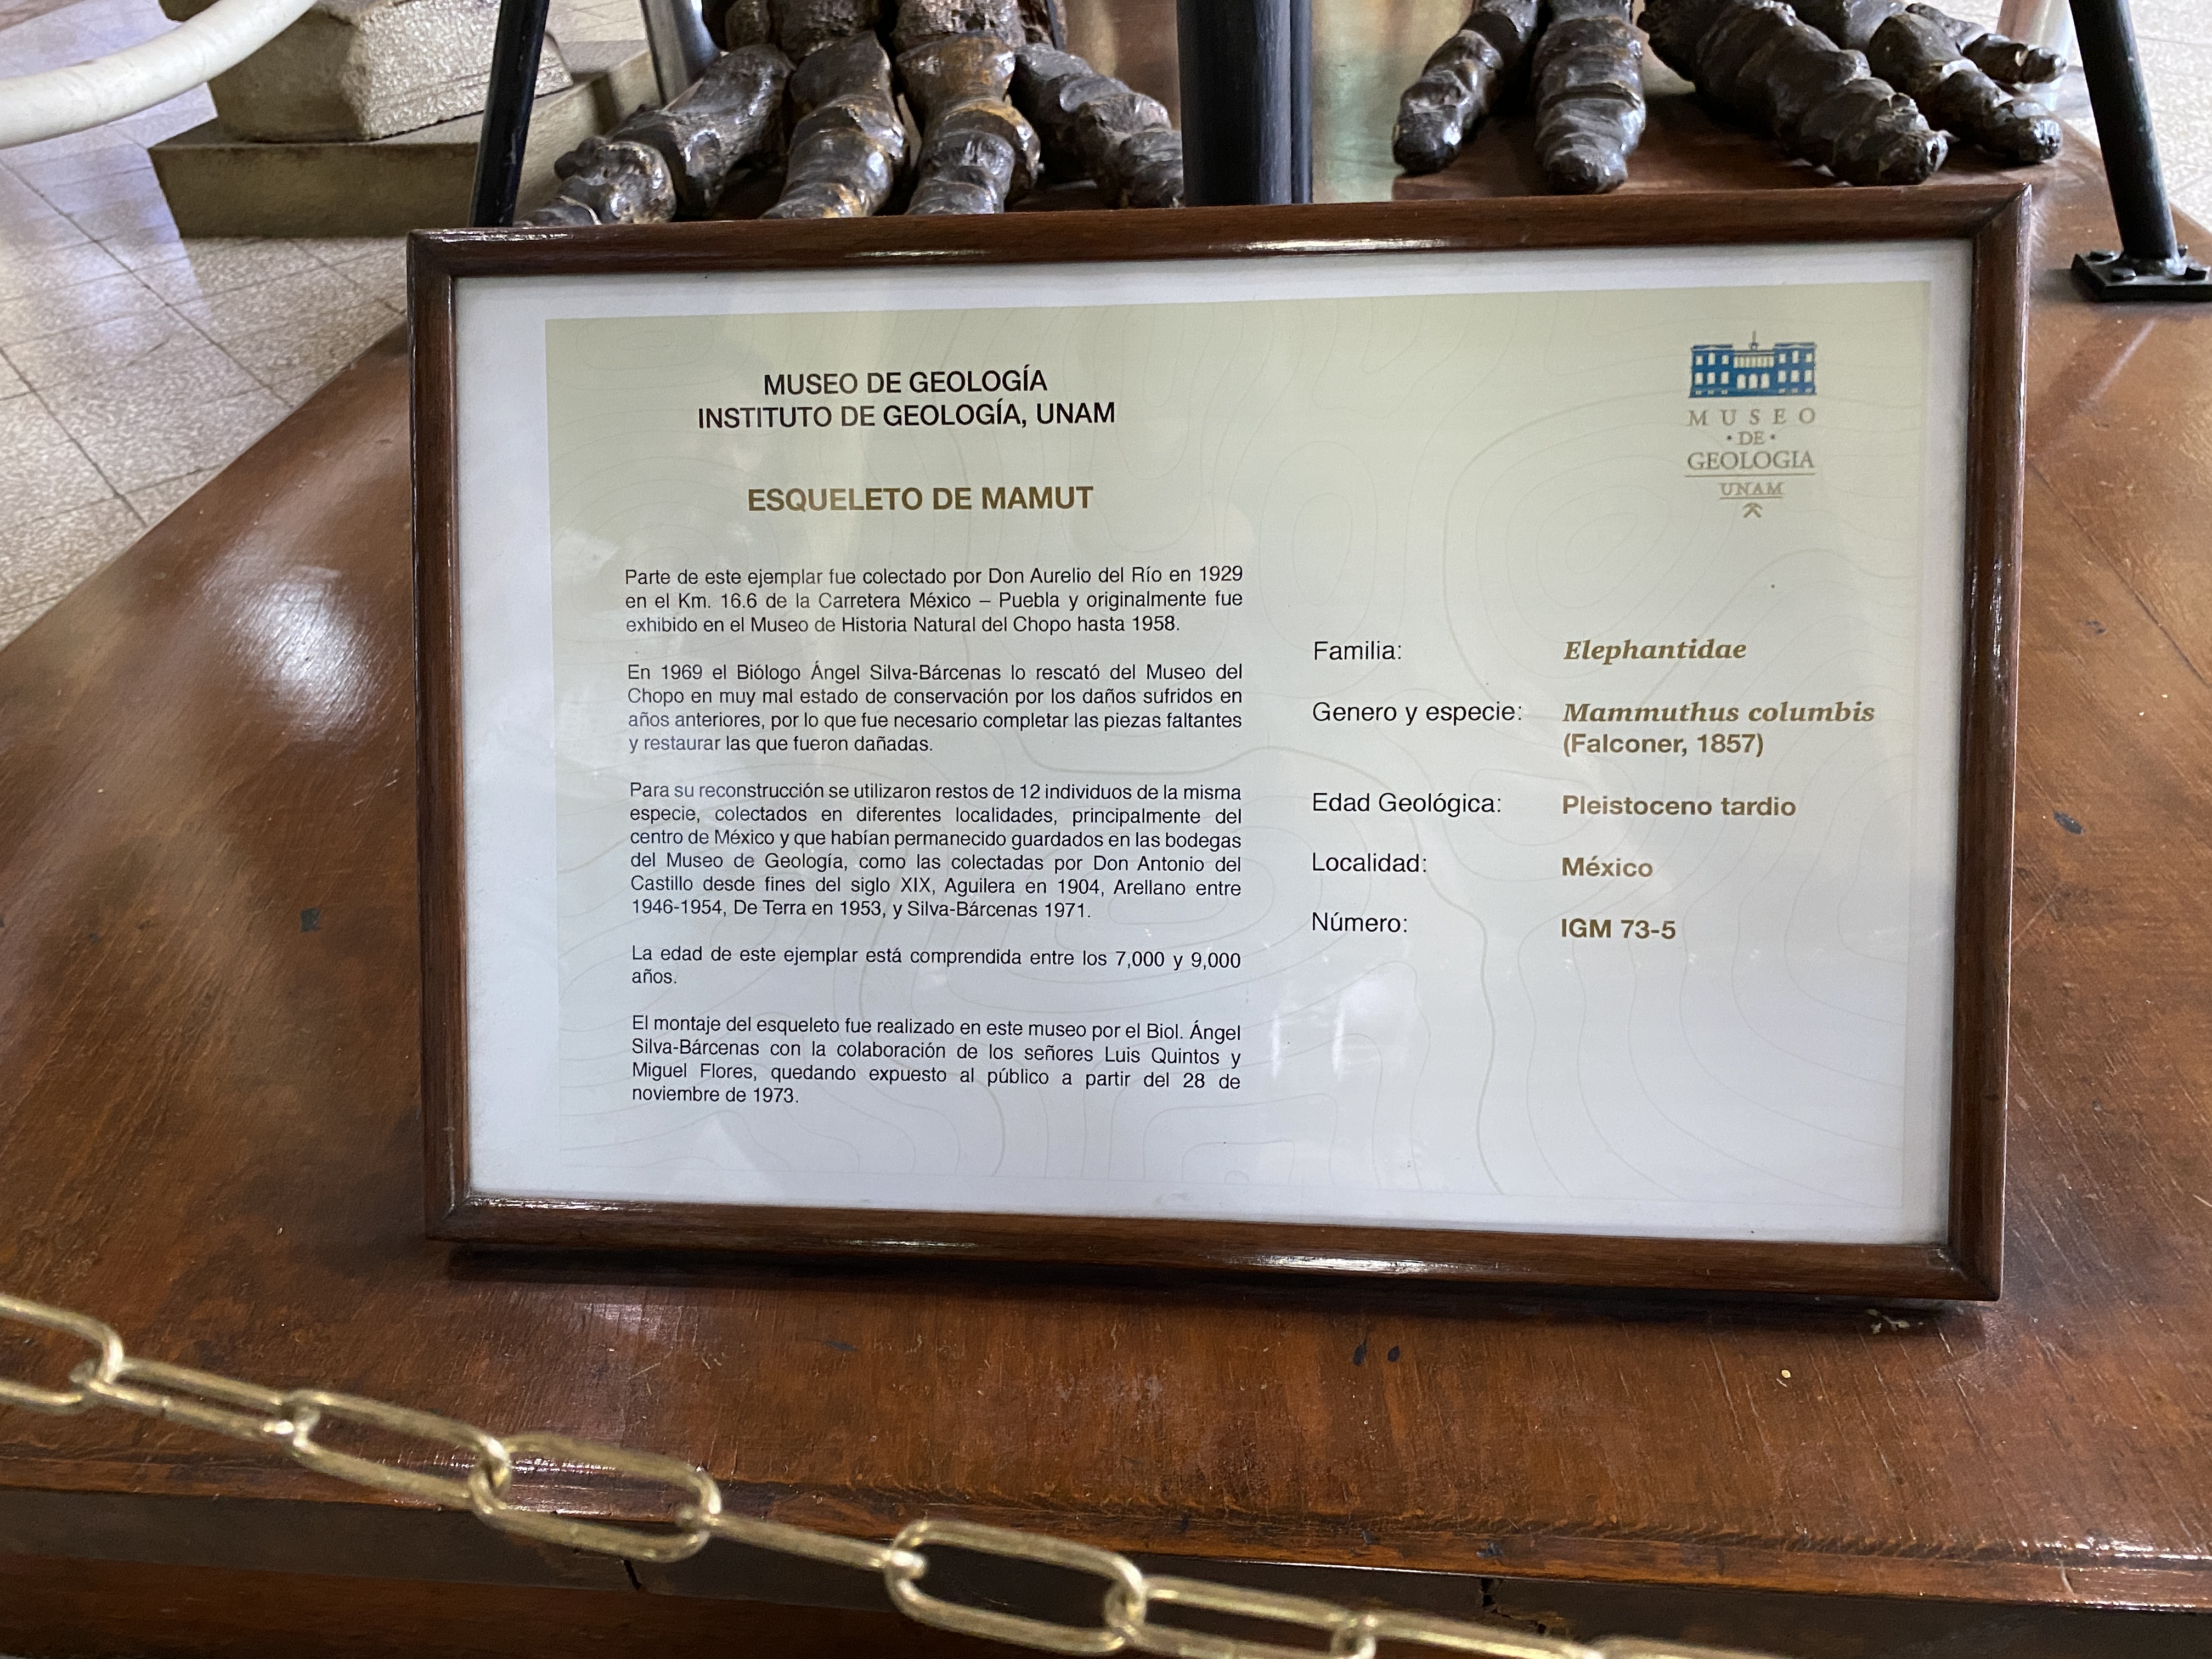 MUSEO DE GEOLOGÍA
INSTITUTO DE GEOLOGÍA, UNAM
ESQUELETO DE MAMUT
Parte de este ejemplar fue colectado por Don Aurelio del Río en 1929
en el Km. 16.6 de la Carretera México – Puebla y originalmente fue
exhibido en el Museo de Historia Natural del Chopo hasta 1958.
En 1969 el Biólogo Ángel Silva-Bárcenas lo rescató del Museo del
Chopo en muy mal estado de conservación por los daños sufridos en
años anteriores, por lo que fue necesario completar las piezas faltantes
y restaurar las que fueron dañadas.
Para su reconstrucción se utilizaron restos de 12 individuos de la misma
especie, colectados en diferentes localidades, principalmente del
centro de México y que habían permanecido guardados en las bodegas
del Museo de Geología, como las colectadas por Don Antonio del
Castillo desde fines del siglo XIX, Aguilera en 1904, Arellano entre
1946-1954, De Terra en 1953, y Silva-Bárcenas 1971.
La edad de este ejemplar está comprendida entre los 7,000 y 9,000
años.
El montaje del esqueleto fue realizado en este museo por el Biol. Ángel
Silva-Bárcenas con la colaboración de los señores Luis Quintos y
Miguel Flores, quedando expuesto al público a partir del 28 de
noviembre de 1973.
MUSEO
• DE •
GEOLOGIA
UNAM
Familia: Elephantidae
Genero y especie: Mammuthus columbis
(Falconer, 1857)
Edad Geológica: Pleistoceno tardio
Localidad: México
Número: IGM 73-5